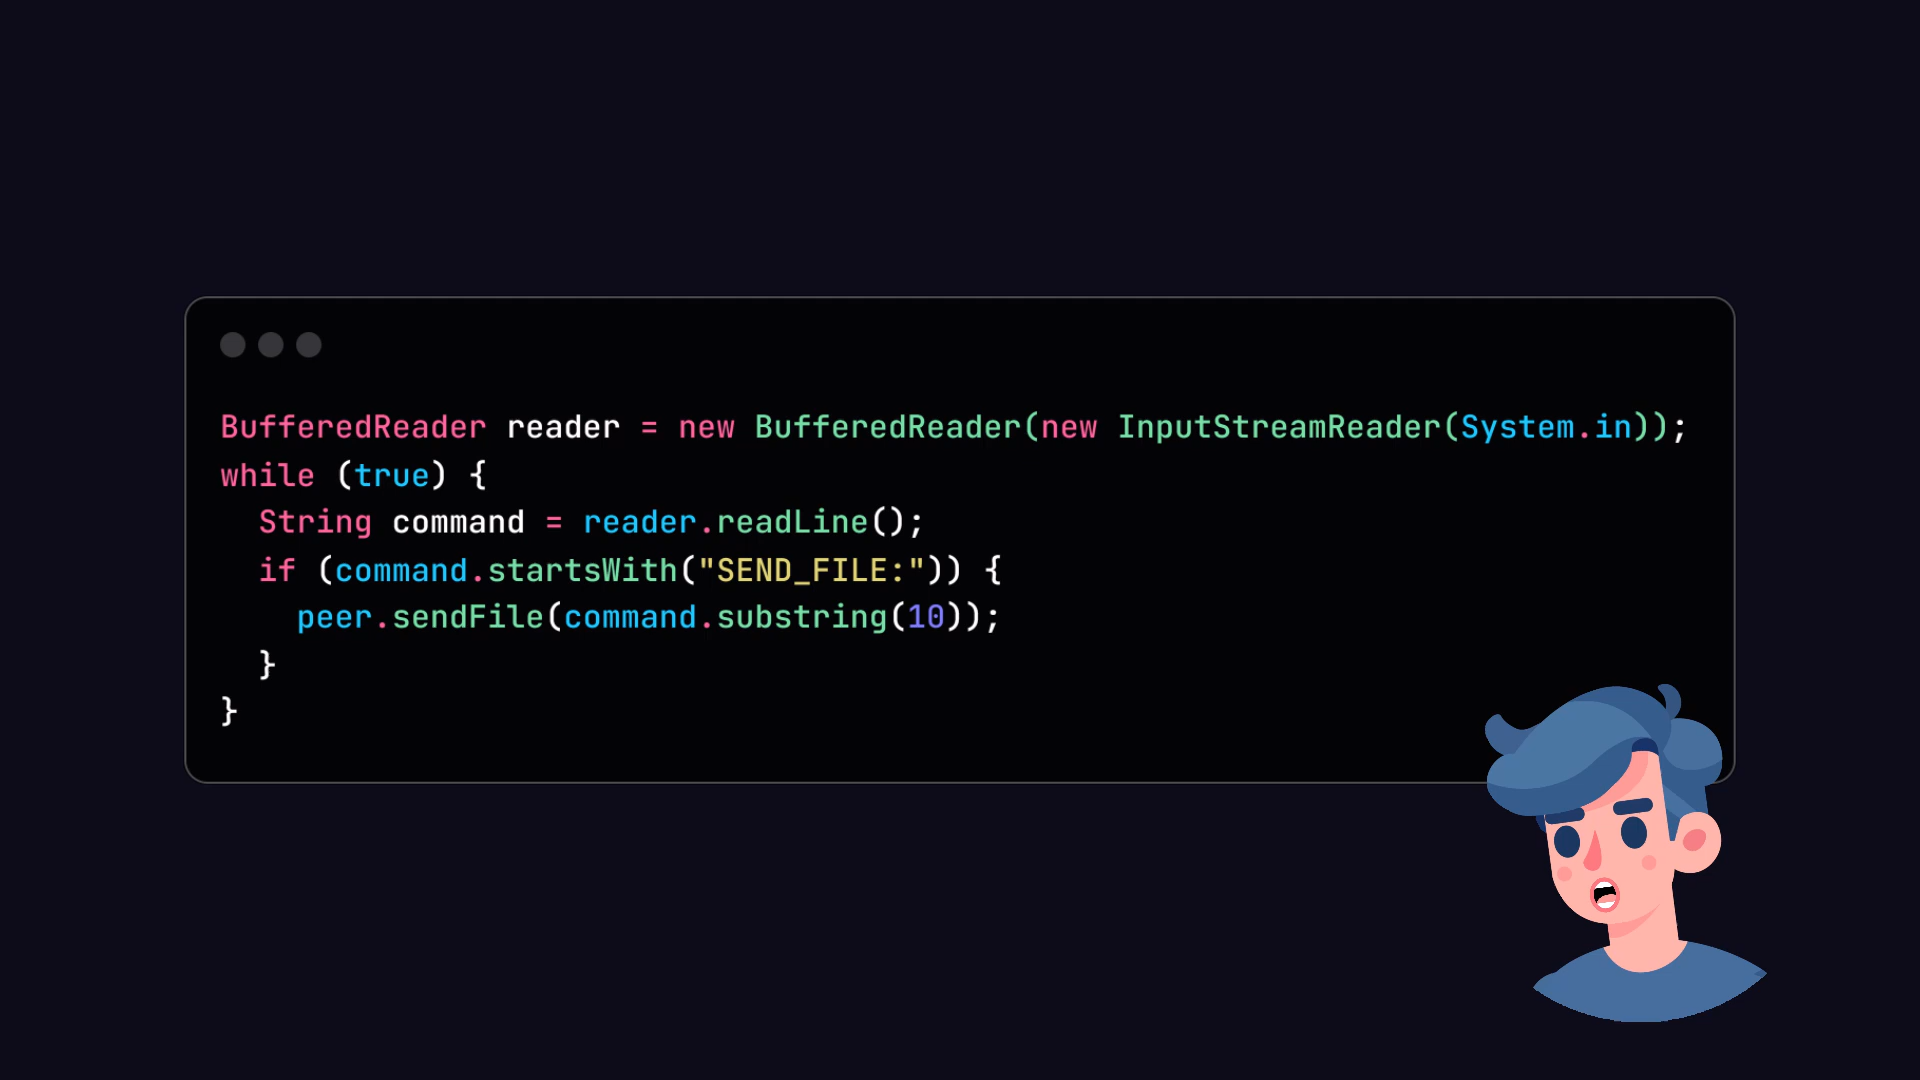 BufferedReader reader = new BufferedReader(new InputStreamReader(System.in));
while (true) {
  String command = reader.readLine();
  if (command.startsWith("SEND_FILE:")) {
    peer.sendFile(command.substring(10));
  }
}